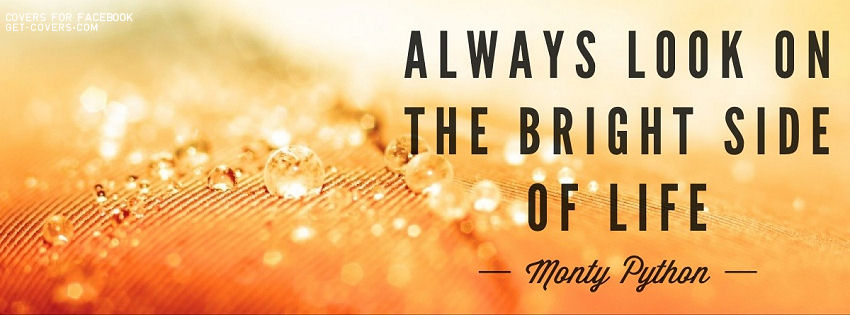 COVERS FOR FACEBOOK
GET-COVERS.COM
ALWAYS LOOK ON
THE BRIGHT SIDE
OF LIFE
— Monty Python —